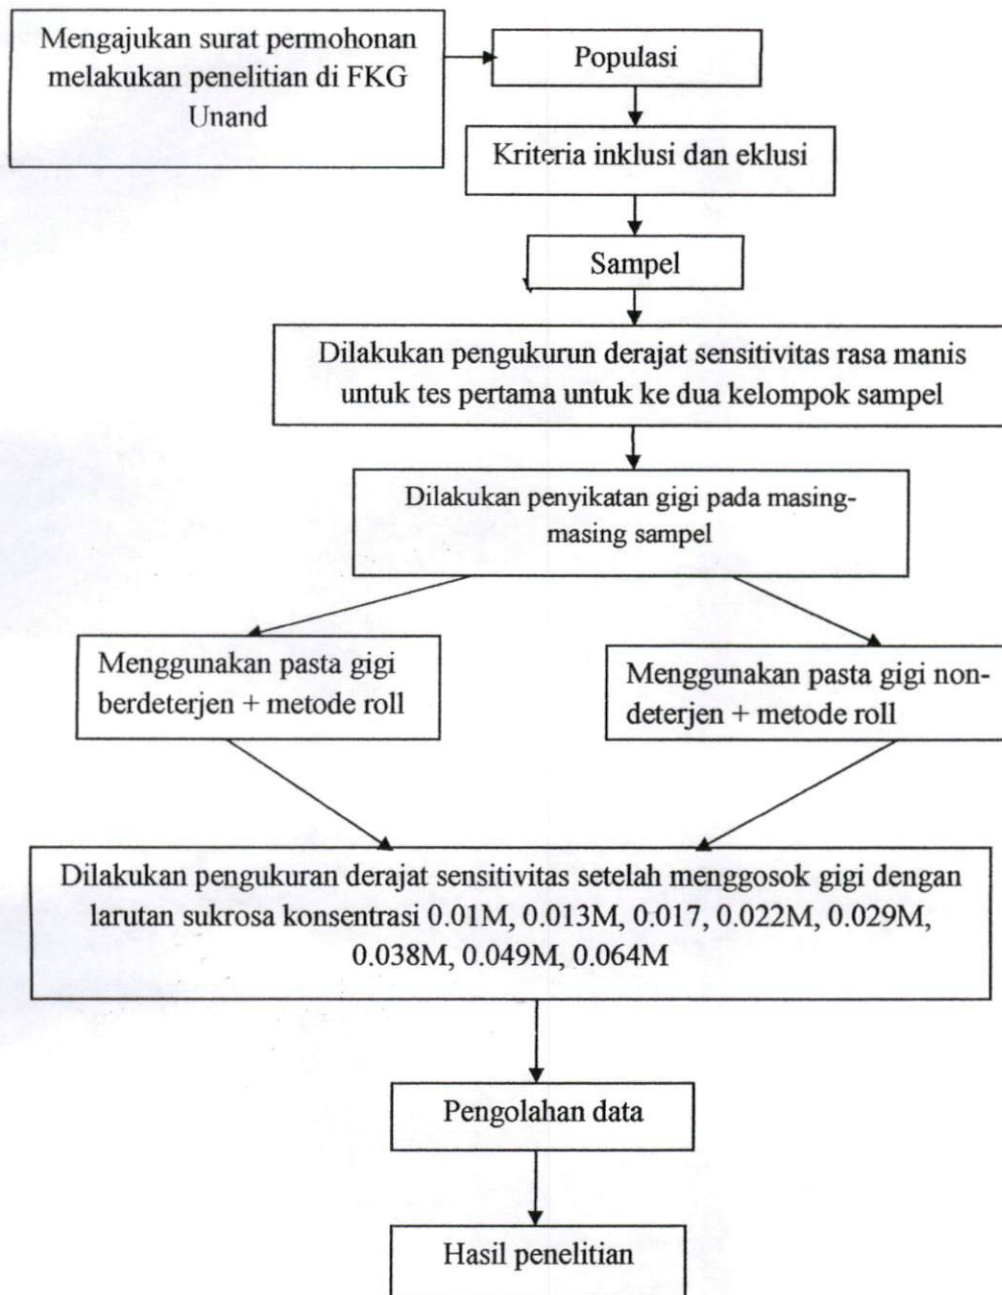 Mengajukan surat permohonan
melakukan penelitian di FKG
Unand
Populasi
Kriteria inklusi dan eklusi
Sampel
Dilakukan pengukurun derajat sensitivitas rasa manis
untuk tes pertama untuk ke dua kelompok sampel
Dilakukan penyikatan gigi pada masing-
masing sampel
Menggunakan pasta gigi
berdeterjen + metode roll
Menggunakan pasta gigi non-
deterjen + metode roll
Dilakukan pengukuran derajat sensitivitas setelah menggosok gigi dengan
larutan sukrosa konsentrasi 0.01M, 0.013M, 0.017, 0.022M, 0.029M,
0.038M, 0.049M, 0.064M
Pengolahan data
Hasil penelitian